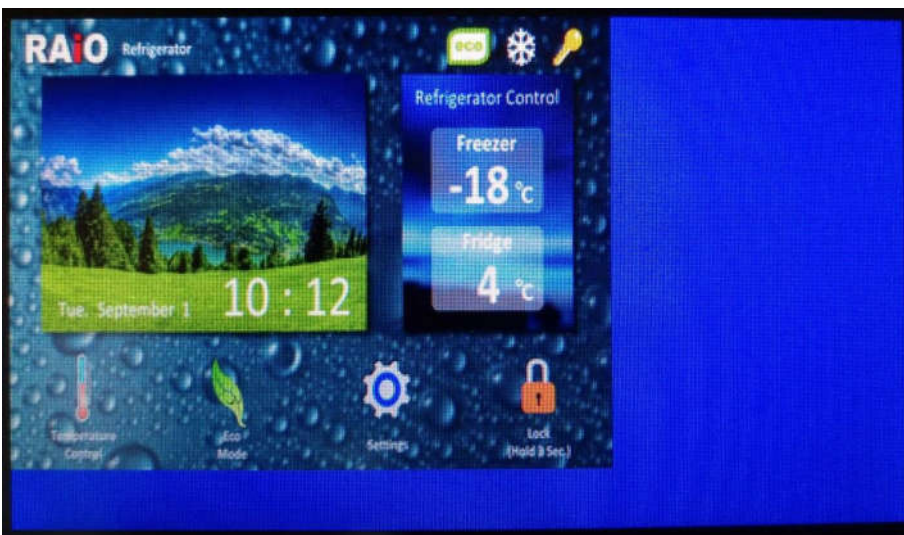 RAiO Refrigerator
eco
Refrigerator Control
Freezer
-18 °C
Fridge
4 °C
Tue. September 1 10 : 12
Temperature
Control
Eco
Mode
Settings
Lock
(Hold 3 Sec.)